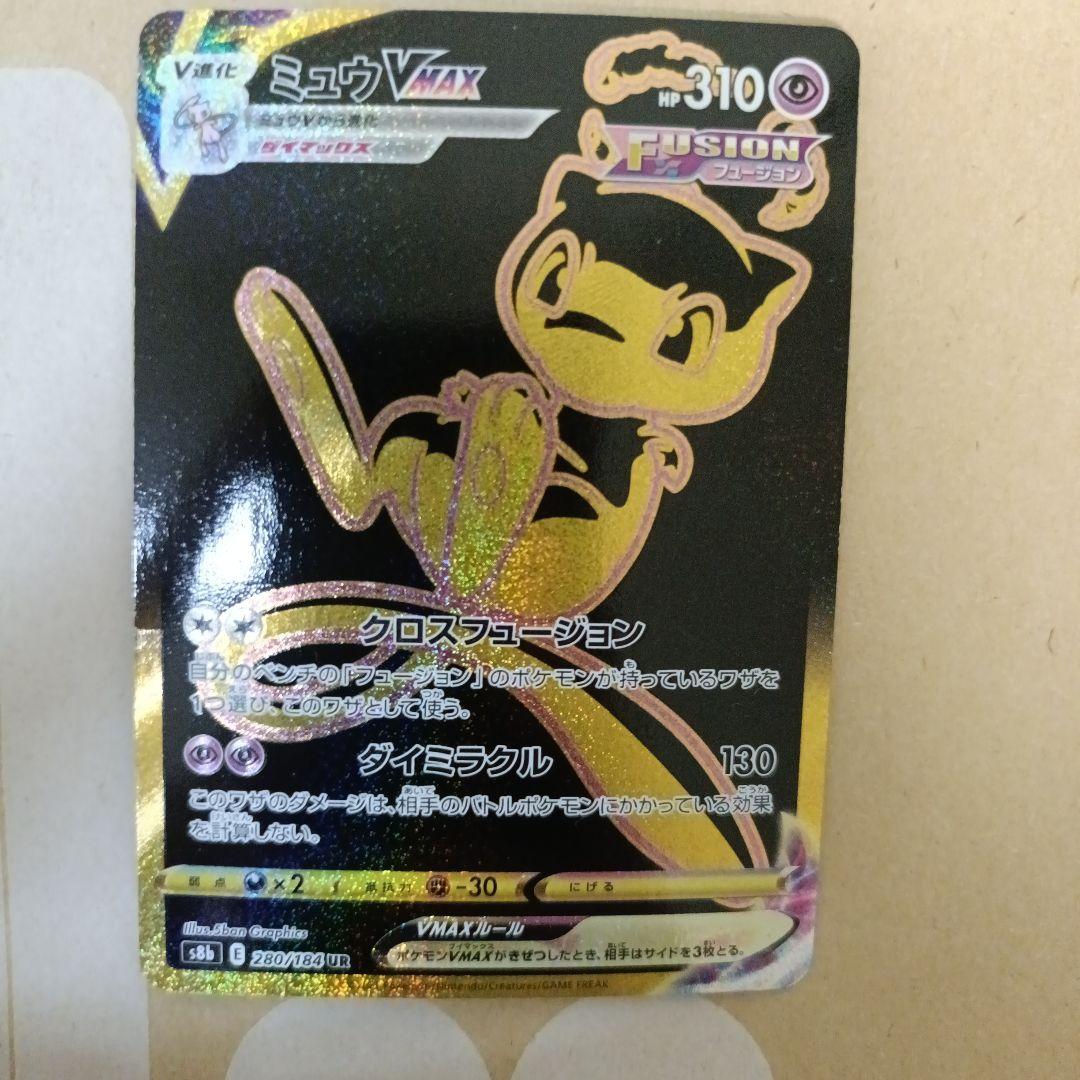 V進化
ミュウVMAX
HP 310
ミュウVから進化
ダイマックス
FUSION
フュージョン
クロスフュージョン
自分のベンチの「フュージョン」のポケモンが持っているワザを
1つ選び、このワザとして使う。
ダイミラクル 130
このワザのダメージは、相手のバトルポケモンにかかっている効果
を計算しない。
弱点 ×2 抵抗力 -30 にげる
Illus. 5ban Graphics
VMAXルール
ポケモンVMAXがきぜつしたとき、相手はサイドを3枚とる。
s8b E 280/184 UR
/Nintendo/Creatures/GAME FREAK